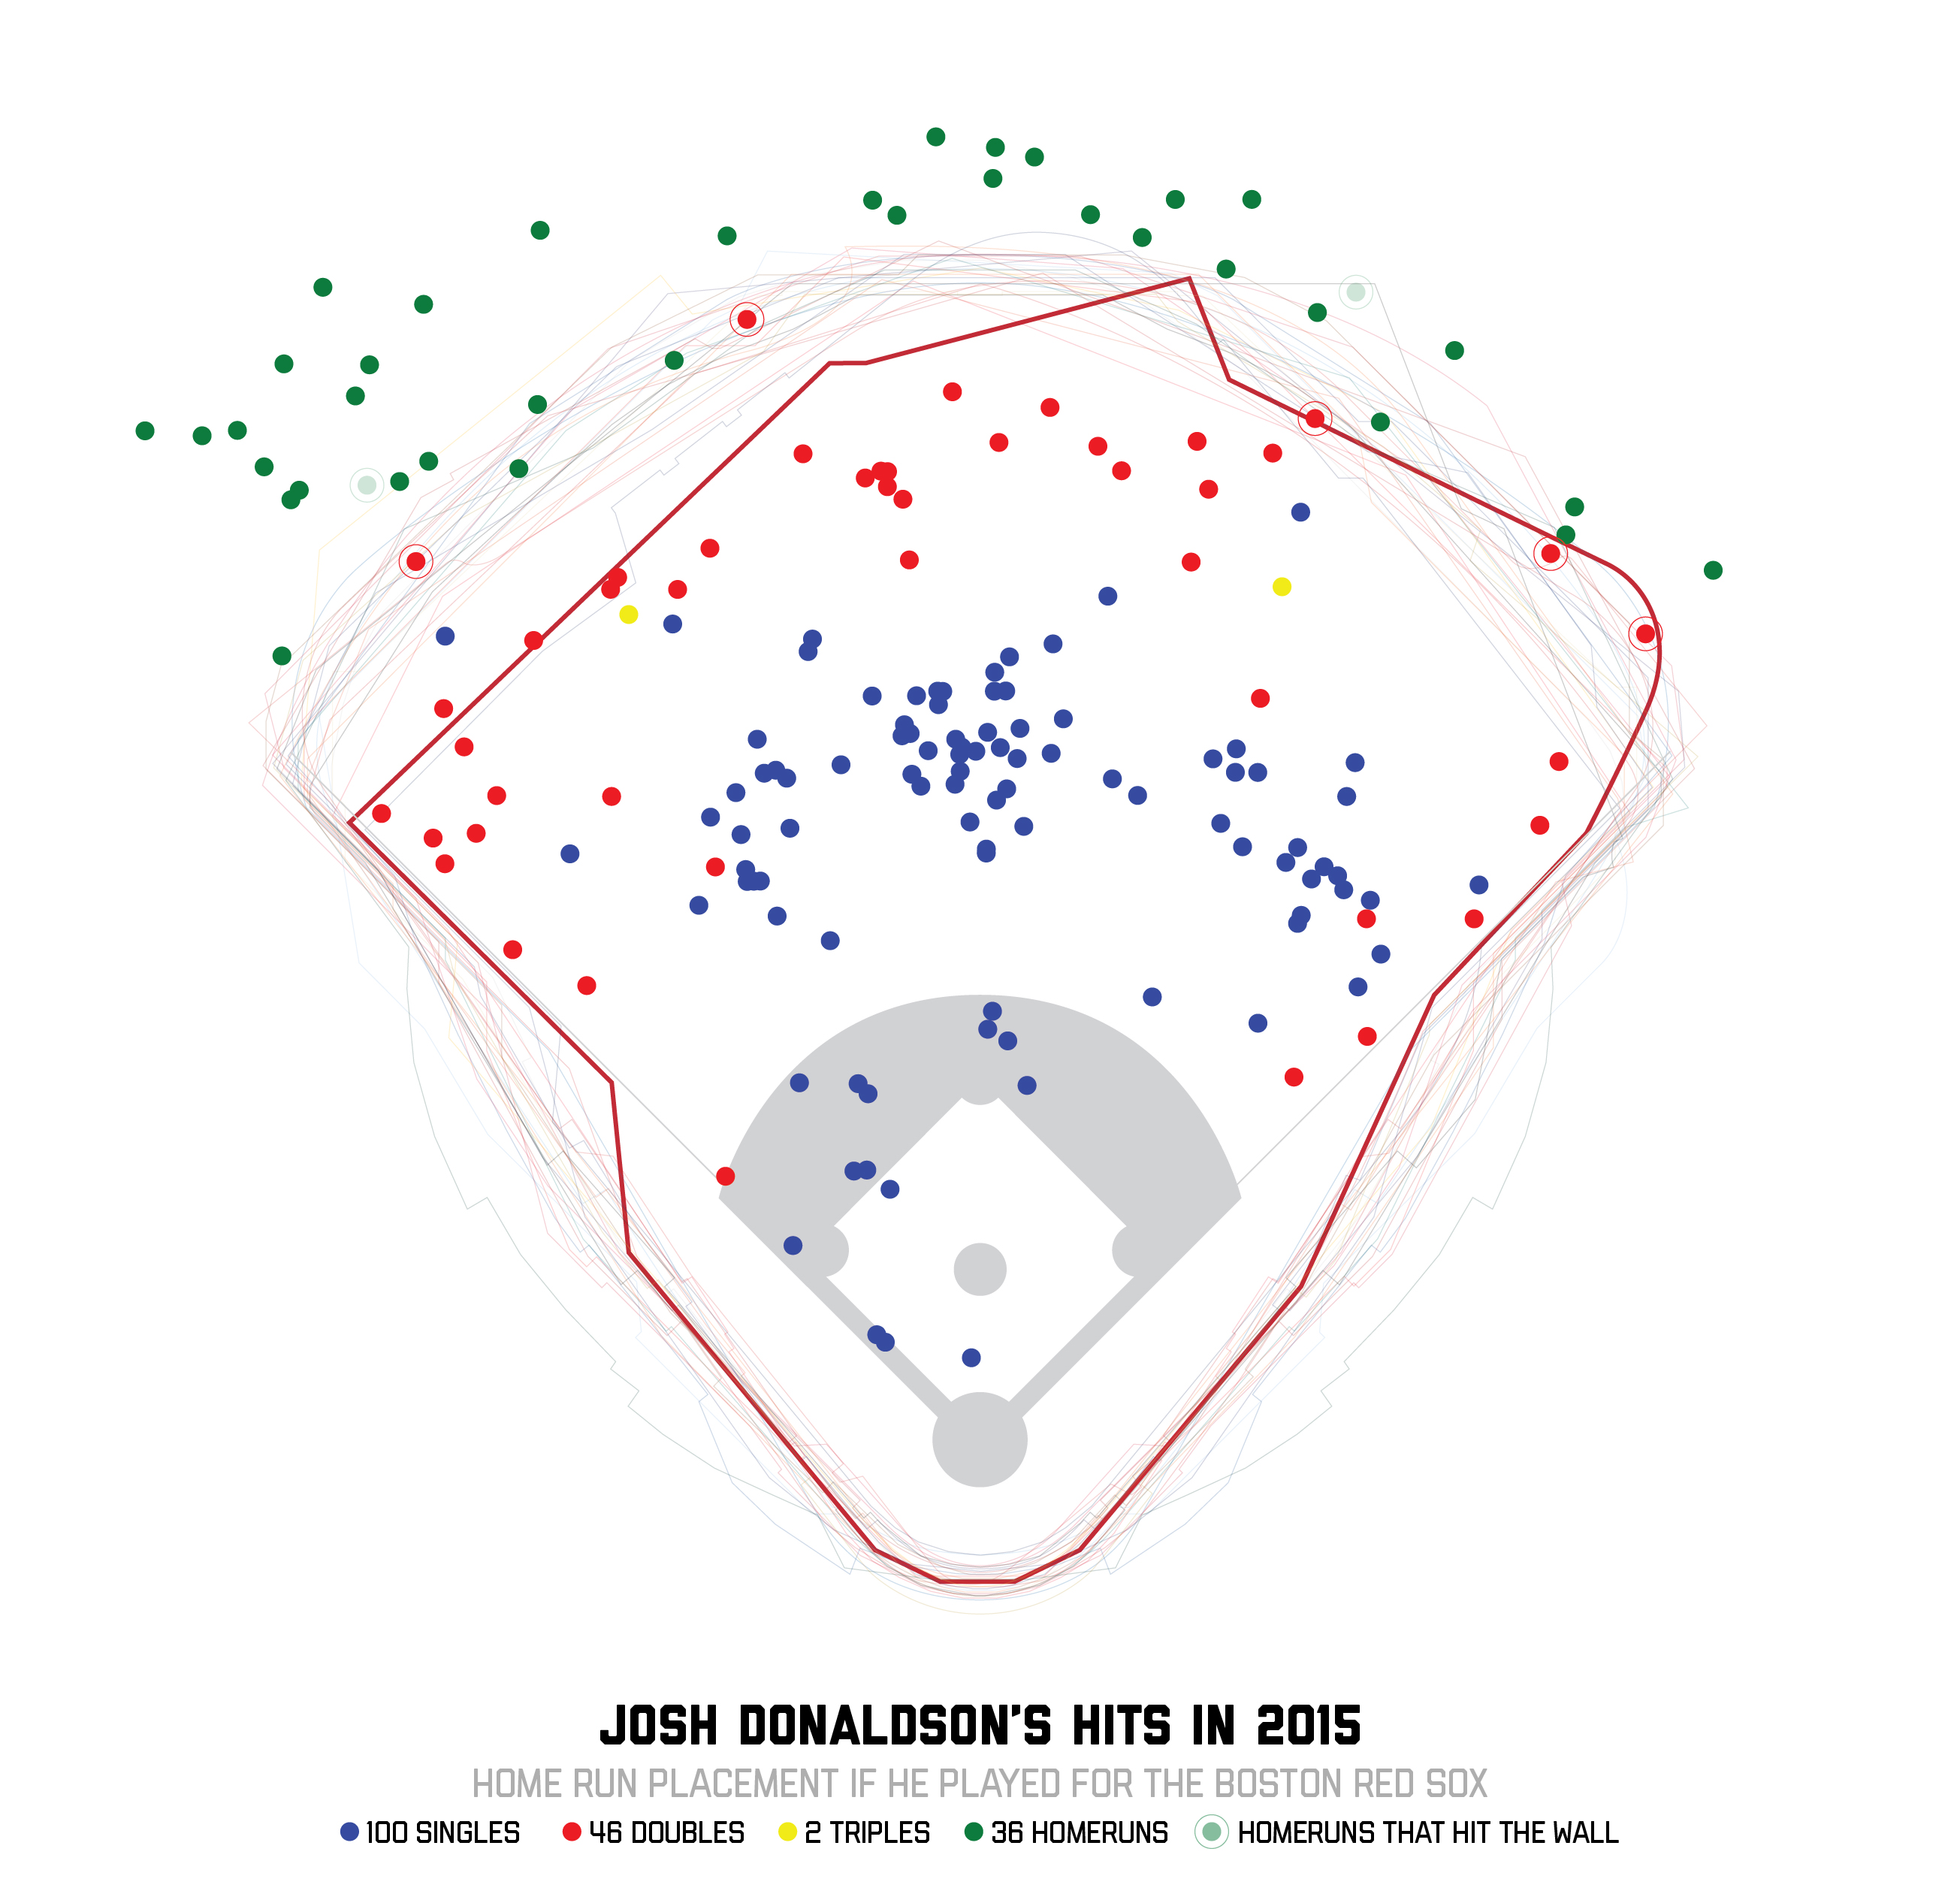 JOSH DONALDSON'S HITS IN 2015
HOME RUN PLACEMENT IF HE PLAYED FOR THE BOSTON RED SOX
100 SINGLES 46 DOUBLES 2 TRIPLES 36 HOMERUNS HOMERUNS THAT HIT THE WALL